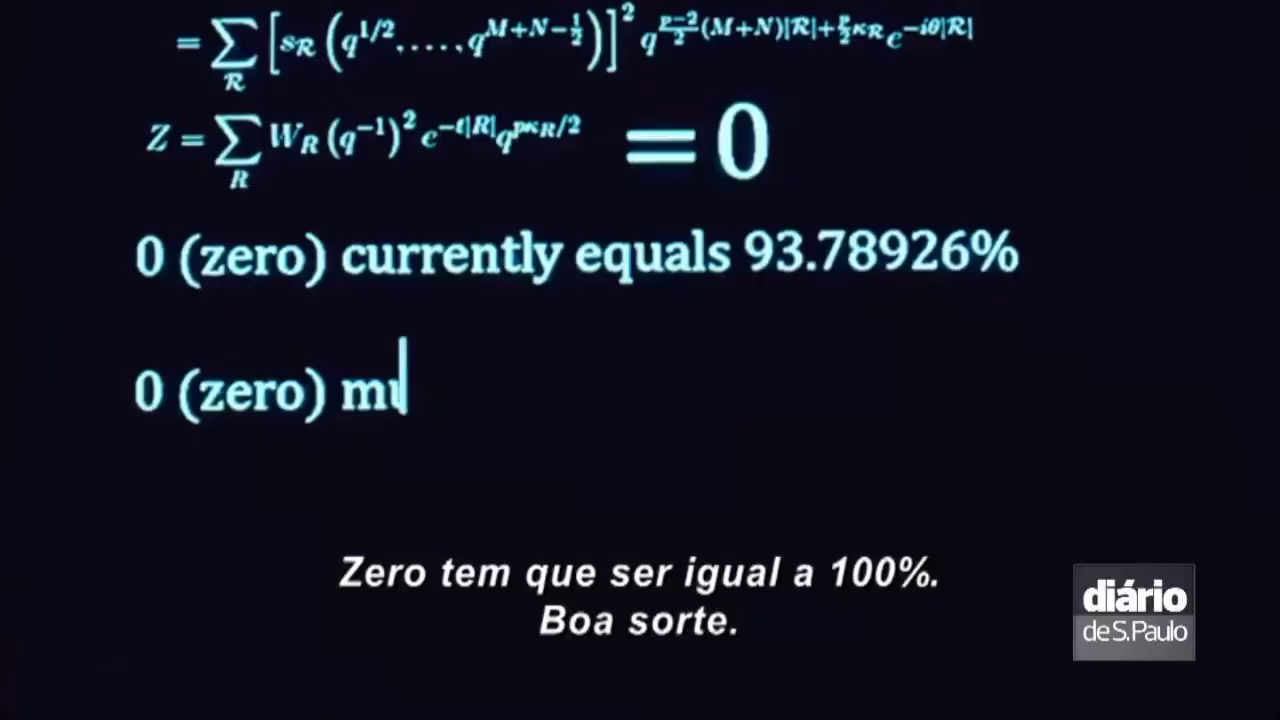 = ∑_ℛ [s_ℛ (q^{1/2}, ....., q^{M+N−1/2})]² q^{(p−2)/2 (M+N)|ℛ| + p/2 κ_ℛ} e^{−iθ|ℛ|}
Z = ∑_R W_R (q^{−1})² e^{−t|R|} q^{pκ_R/2} = 0
0 (zero) currently equals 93.78926%
0 (zero) mu
Zero tem que ser igual a 100%.
Boa sorte.
diário
de S.Paulo